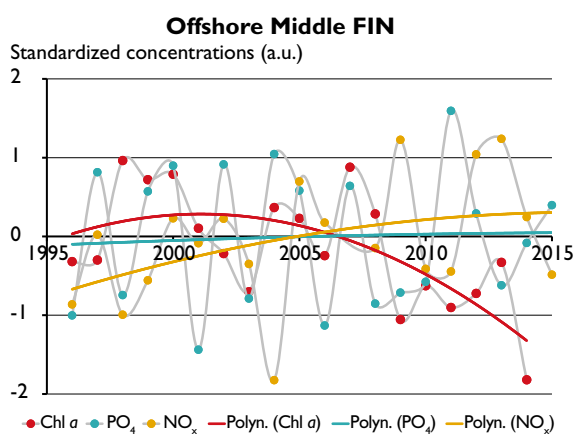 Offshore Middle FIN
Standardized concentrations (a.u.)
2
1
0
1995 2000 2005 2010 2015
-1
-2
Chl a PO₄ NOₓ Polyn. (Chl a) Polyn. (PO₄) Polyn. (NOₓ)